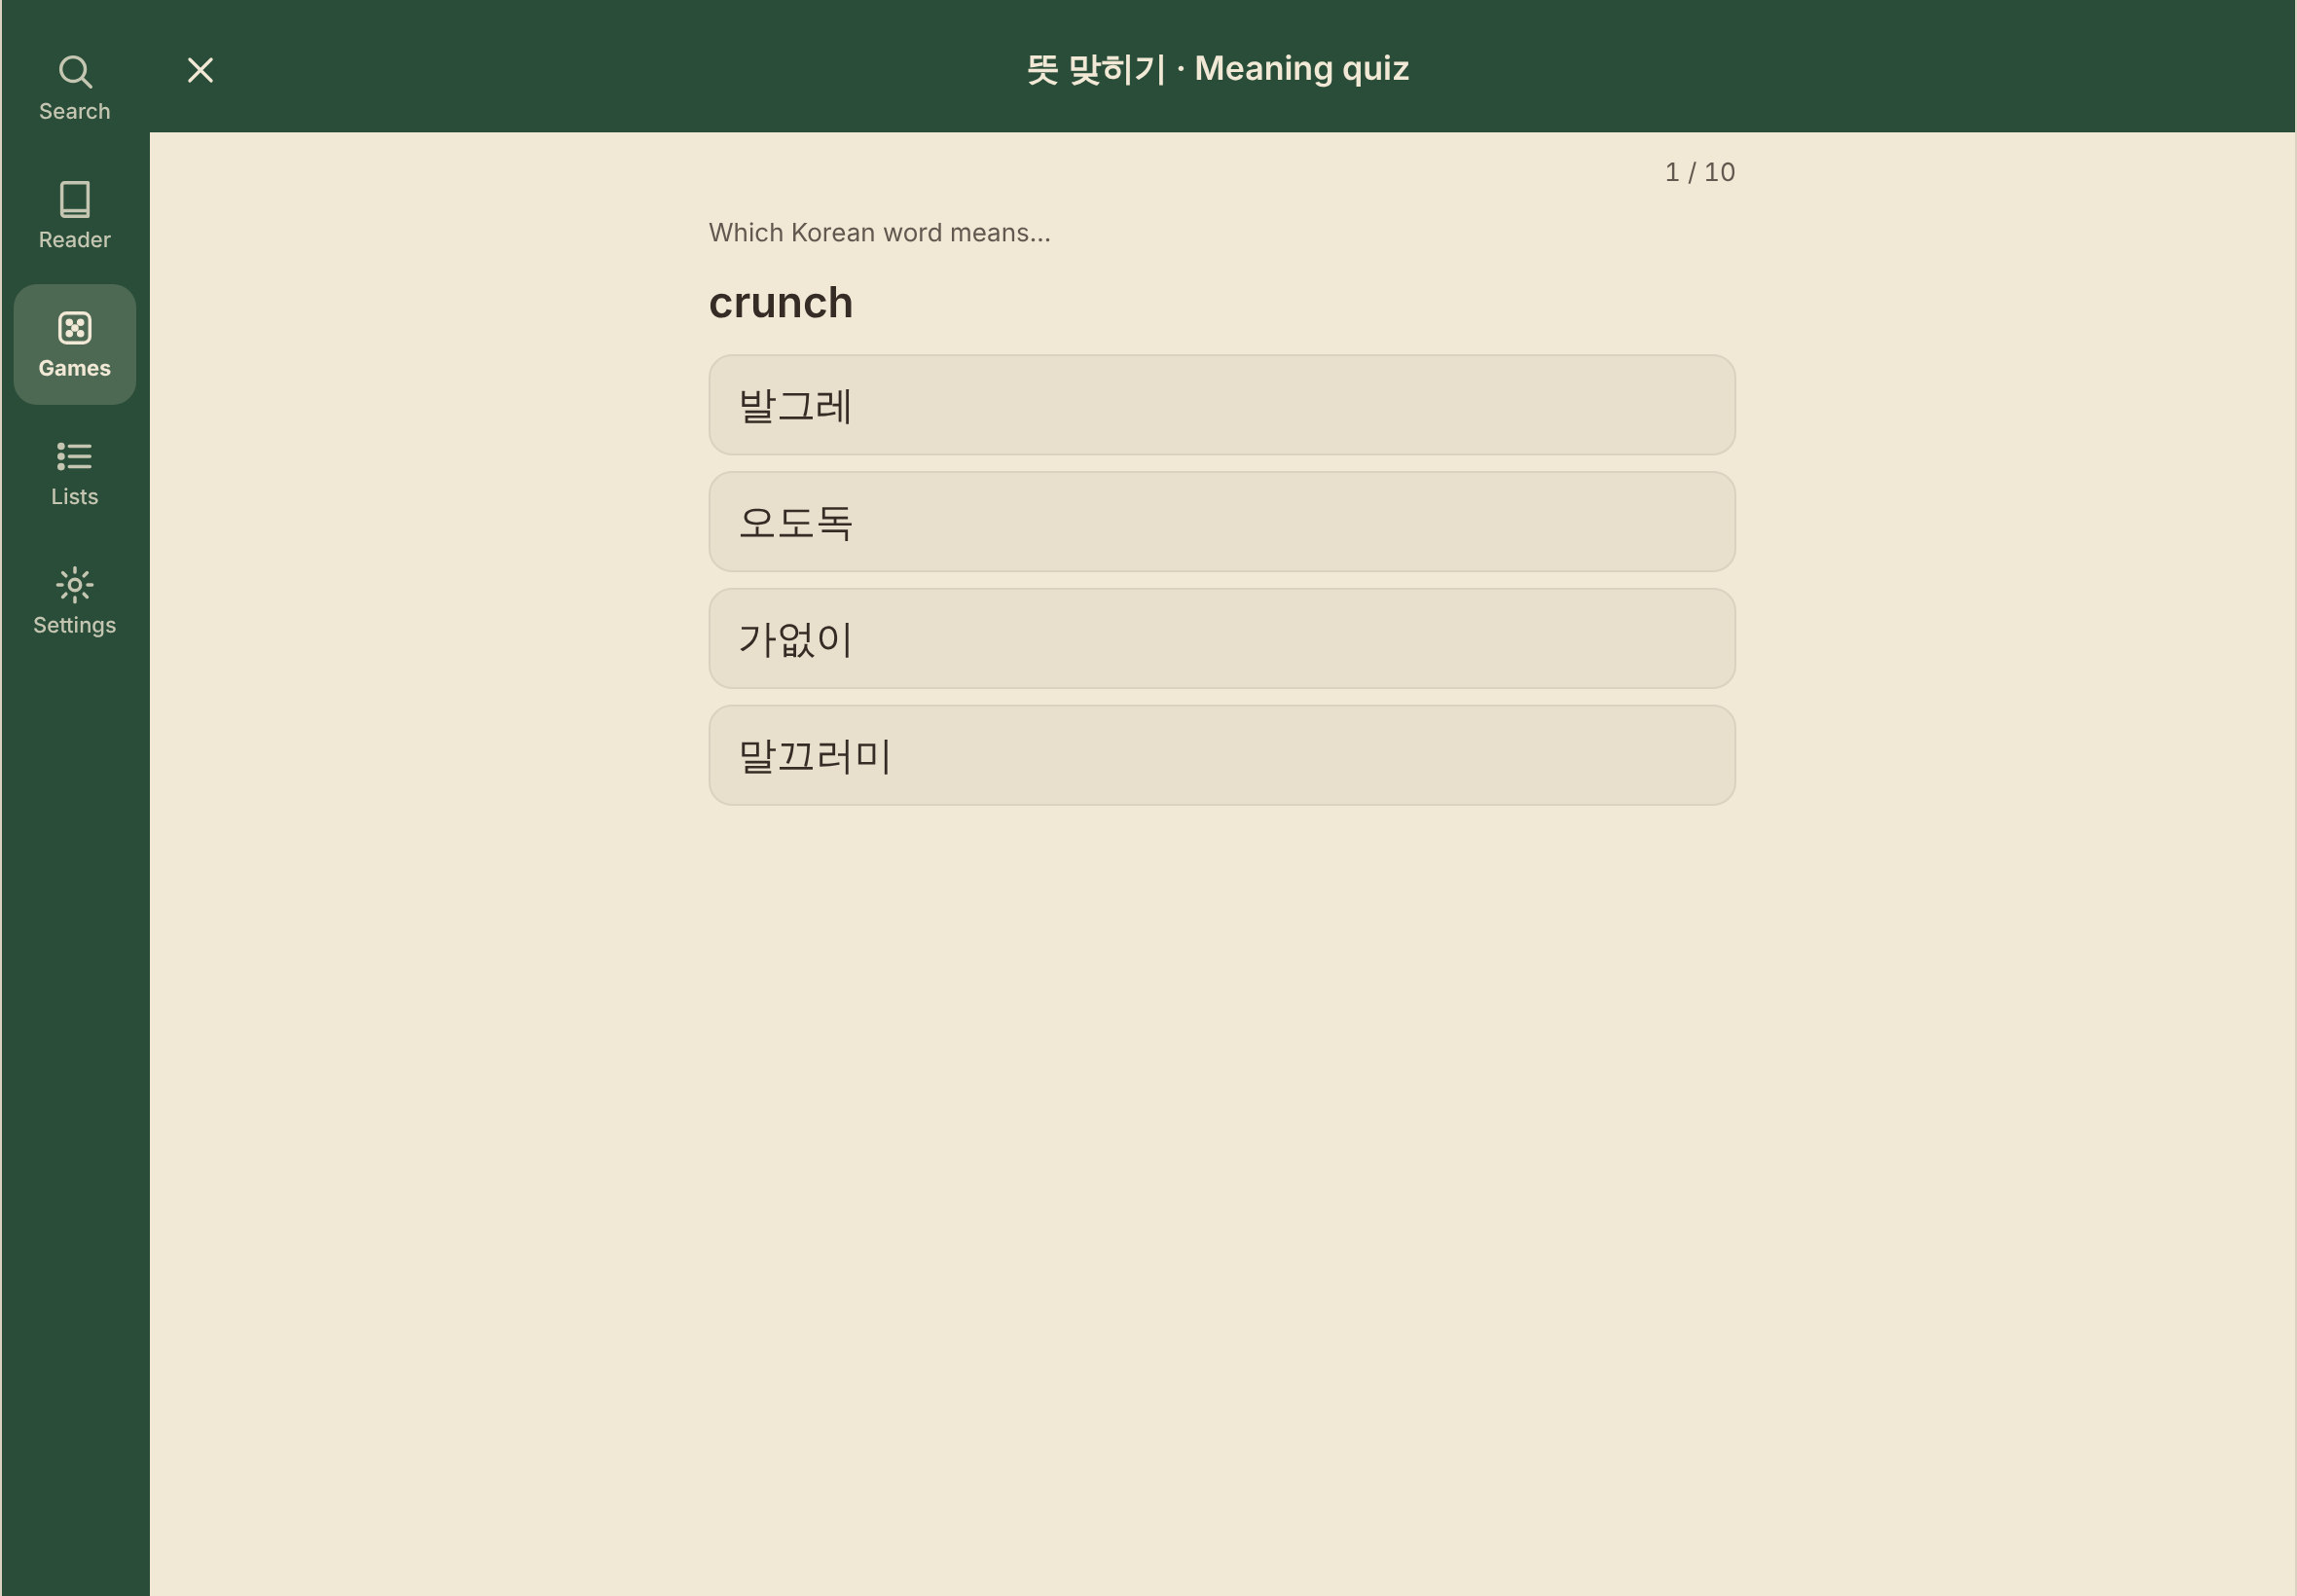 뜻 맞히기 · Meaning quiz
Search
Reader
Games
Lists
Settings
1 / 10
Which Korean word means...
crunch
발그레
오도독
가없이
말끄러미